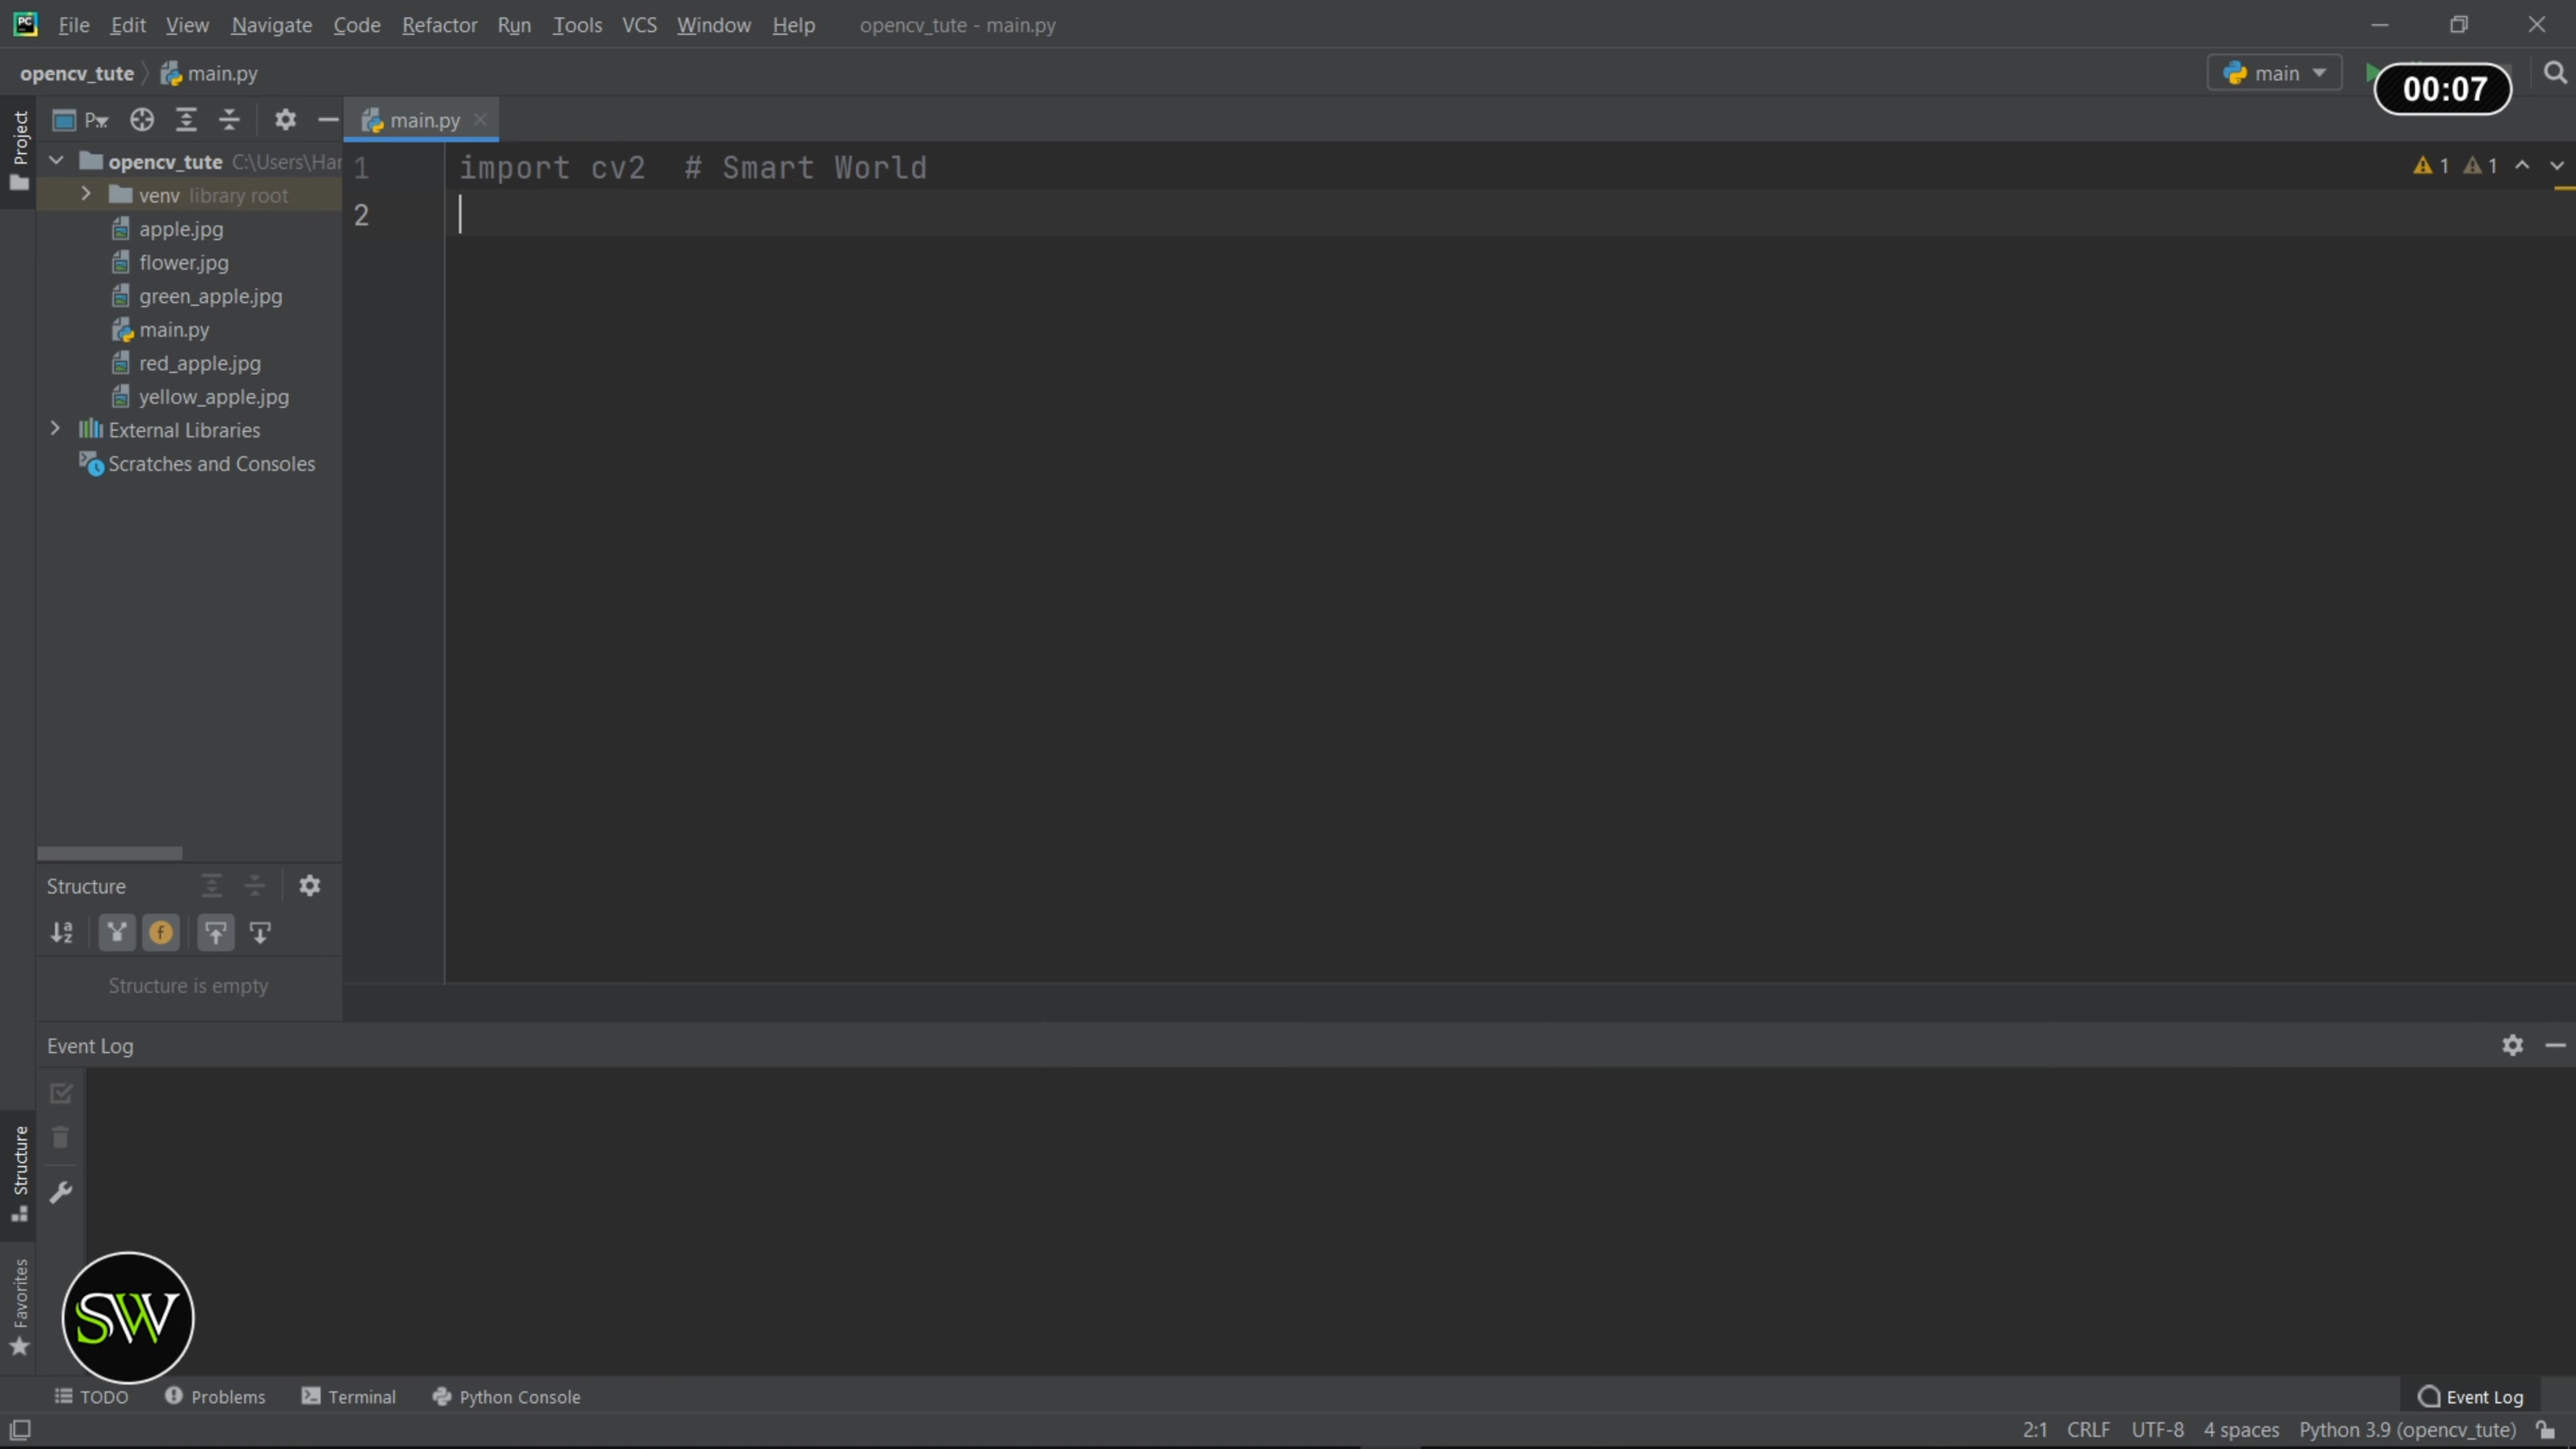 File Edit View Navigate Code Refactor Run Tools VCS Window Help opencv_tute - main.py
opencv_tute main.py
main
00:07
Project
P...
main.py
opencv_tute C:\Users\Har
venv library root
apple.jpg
flower.jpg
green_apple.jpg
main.py
red_apple.jpg
yellow_apple.jpg
External Libraries
Scratches and Consoles
1 import cv2 # Smart World
2
1 1
Structure
Structure is empty
Event Log
Structure
Favorites
SW
TODO Problems Terminal Python Console Event Log
2:1 CRLF UTF-8 4 spaces Python 3.9 (opencv_tute)